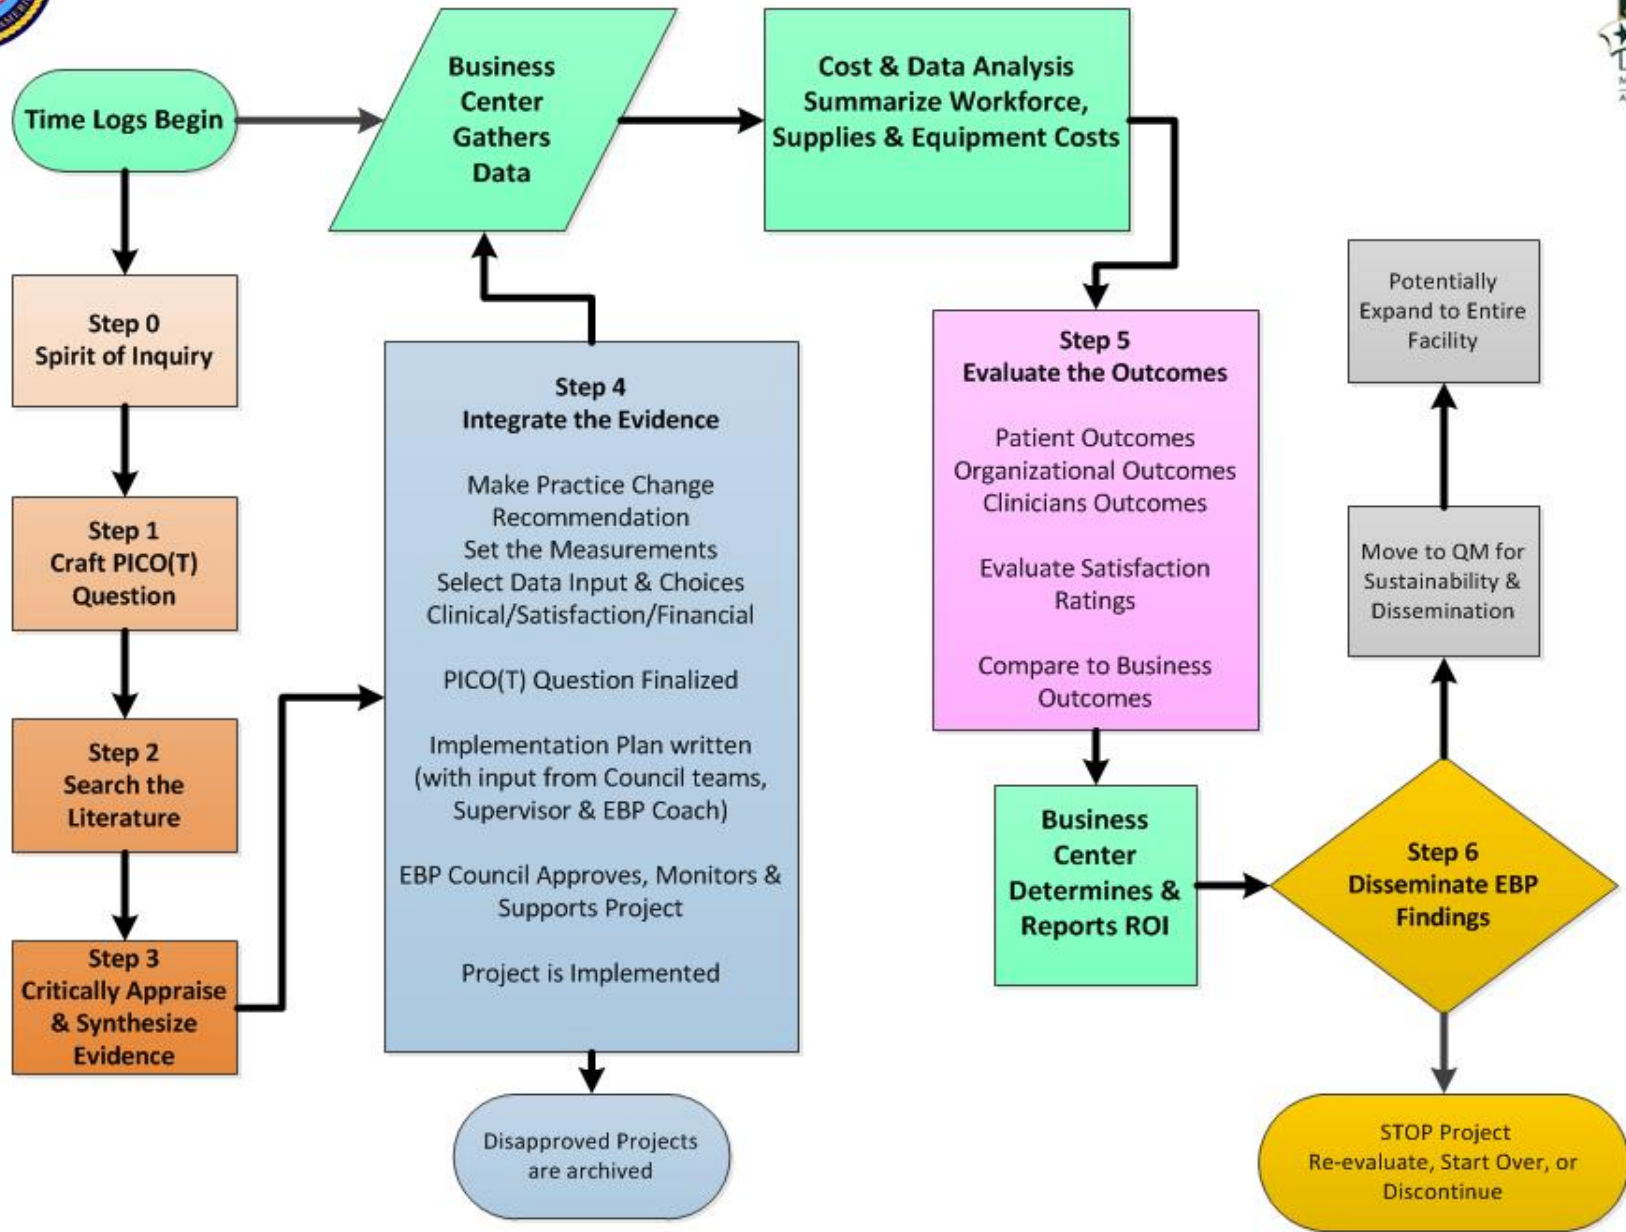 Time Logs Begin
Business
Center
Gathers
Data
Cost & Data Analysis
Summarize Workforce,
Supplies & Equipment Costs
Step 0
Spirit of Inquiry
Step 1
Craft PICO(T)
Question
Step 2
Search the
Literature
Step 3
Critically Appraise
& Synthesize
Evidence
Step 4
Integrate the Evidence
Make Practice Change
Recommendation
Set the Measurements
Select Data Input & Choices
Clinical/Satisfaction/Financial
PICO(T) Question Finalized
Implementation Plan written
(with input from Council teams,
Supervisor & EBP Coach)
EBP Council Approves, Monitors &
Supports Project
Project is Implemented
Disapproved Projects
are archived
Step 5
Evaluate the Outcomes
Patient Outcomes
Organizational Outcomes
Clinicians Outcomes
Evaluate Satisfaction
Ratings
Compare to Business
Outcomes
Business
Center
Determines &
Reports ROI
Step 6
Disseminate EBP
Findings
Move to QM for
Sustainability &
Dissemination
Potentially
Expand to Entire
Facility
STOP Project
Re-evaluate, Start Over, or
Discontinue